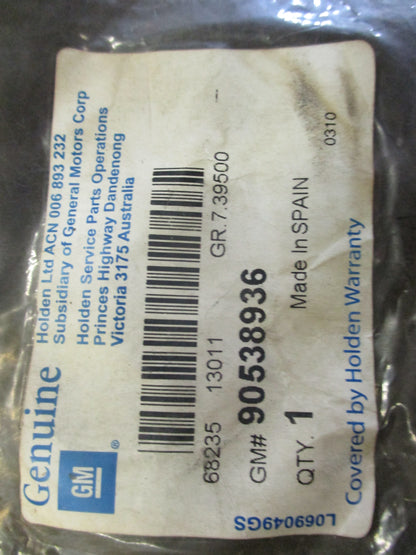 Genuine
GM ®
Holden Ltd ACN 006 893 232
Subsidiary of General Motors Corp
Holden Service Parts Operations
Princes Highway Dandenong
Victoria 3175 Australia
68235 13011 GR.7.39500
GM# 90538936
QTY. 1 Made In SPAIN 0310
Covered by Holden Warranty
L069049GS